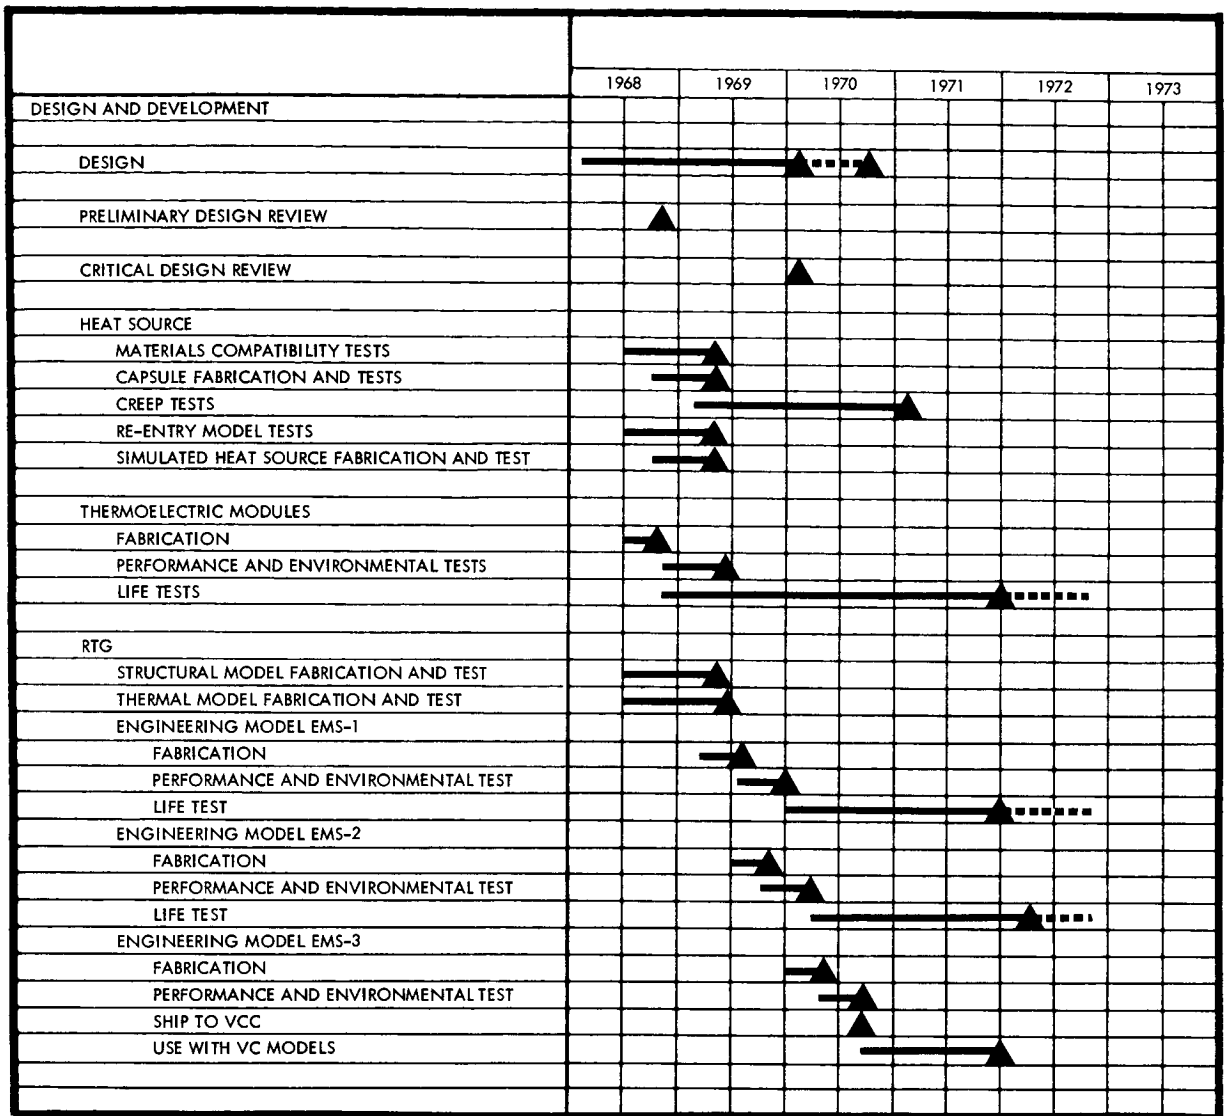 1968 1969 1970 1971 1972 1973
DESIGN AND DEVELOPMENT
DESIGN
PRELIMINARY DESIGN REVIEW
CRITICAL DESIGN REVIEW
HEAT SOURCE
MATERIALS COMPATIBILITY TESTS
CAPSULE FABRICATION AND TESTS
CREEP TESTS
RE-ENTRY MODEL TESTS
SIMULATED HEAT SOURCE FABRICATION AND TEST
THERMOELECTRIC MODULES
FABRICATION
PERFORMANCE AND ENVIRONMENTAL TESTS
LIFE TESTS
RTG
STRUCTURAL MODEL FABRICATION AND TEST
THERMAL MODEL FABRICATION AND TEST
ENGINEERING MODEL EMS-1
FABRICATION
PERFORMANCE AND ENVIRONMENTAL TEST
LIFE TEST
ENGINEERING MODEL EMS-2
FABRICATION
PERFORMANCE AND ENVIRONMENTAL TEST
LIFE TEST
ENGINEERING MODEL EMS-3
FABRICATION
PERFORMANCE AND ENVIRONMENTAL TEST
SHIP TO VCC
USE WITH VC MODELS